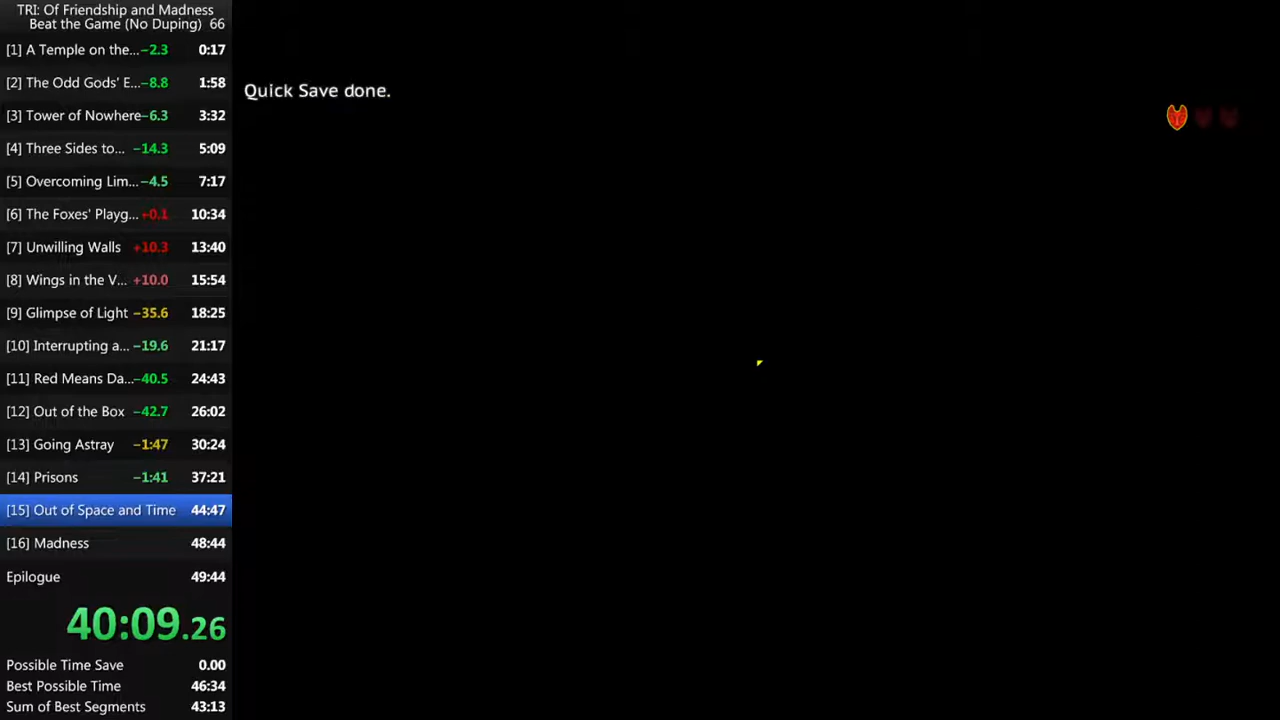 TRI: Of Friendship and Madness
Beat the Game (No Duping) 66
[1] A Temple on the... −2.3 0:17
[2] The Odd Gods' E... −8.8 1:58
[3] Tower of Nowhere −6.3 3:32
[4] Three Sides to... −14.3 5:09
[5] Overcoming Lim... −4.5 7:17
[6] The Foxes' Playg... +0.1 10:34
[7] Unwilling Walls +10.3 13:40
[8] Wings in the V... +10.0 15:54
[9] Glimpse of Light −35.6 18:25
[10] Interrupting a... −19.6 21:17
[11] Red Means Da... −40.5 24:43
[12] Out of the Box −42.7 26:02
[13] Going Astray −1:47 30:24
[14] Prisons −1:41 37:21
[15] Out of Space and Time 44:47
[16] Madness 48:44
Epilogue 49:44
40:09.26
Possible Time Save 0.00
Best Possible Time 46:34
Sum of Best Segments 43:13
Quick Save done.